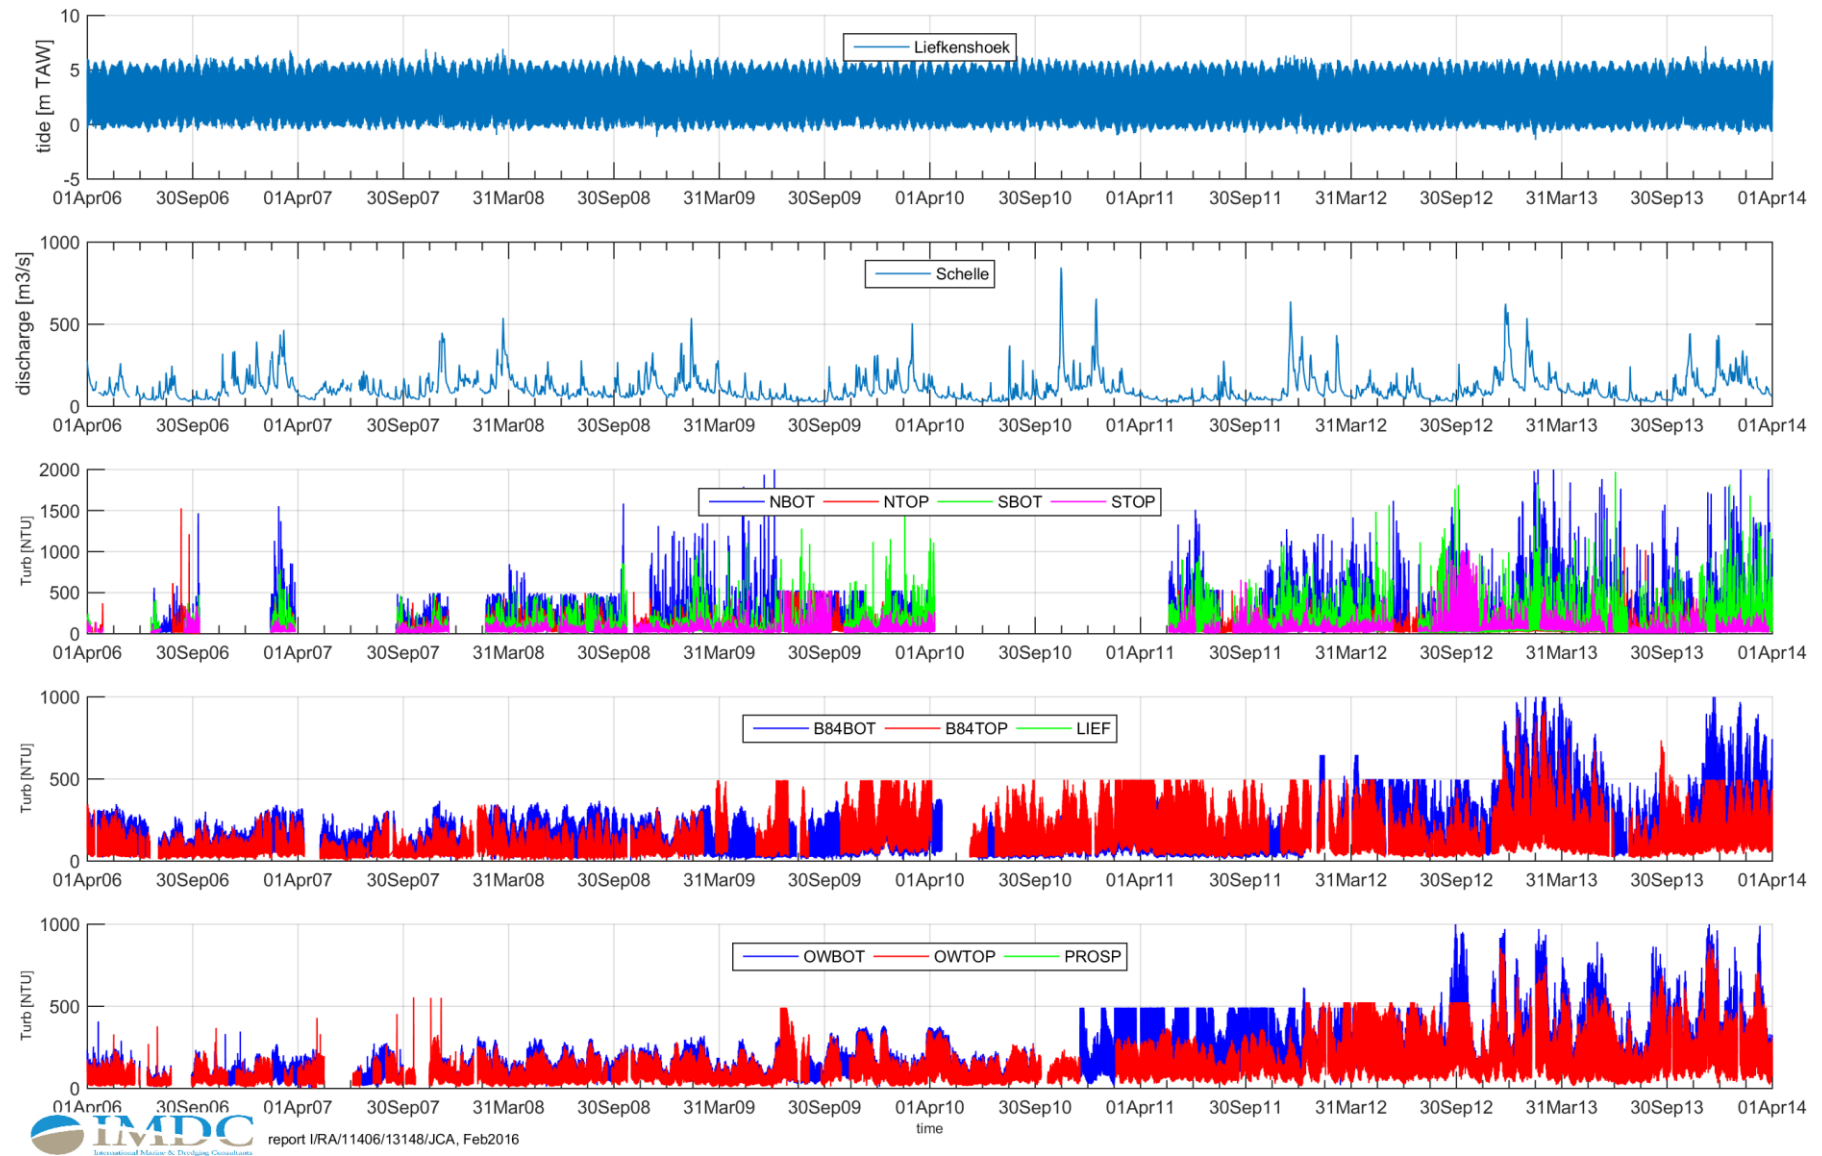 10
5
0
-5
tide [m TAW]
Liefkenshoek
01Apr06 30Sep06 01Apr07 30Sep07 31Mar08 30Sep08 31Mar09 30Sep09 01Apr10 30Sep10 01Apr11 30Sep11 31Mar12 30Sep12 31Mar13 30Sep13 01Apr14
1000
500
0
discharge [m3/s]
Schelle
01Apr06 30Sep06 01Apr07 30Sep07 31Mar08 30Sep08 31Mar09 30Sep09 01Apr10 30Sep10 01Apr11 30Sep11 31Mar12 30Sep12 31Mar13 30Sep13 01Apr14
2000
1500
1000
500
0
Turb [NTU]
NBOT NTOP SBOT STOP
01Apr06 30Sep06 01Apr07 30Sep07 31Mar08 30Sep08 31Mar09 30Sep09 01Apr10 30Sep10 01Apr11 30Sep11 31Mar12 30Sep12 31Mar13 30Sep13 01Apr14
1000
500
0
Turb [NTU]
B84BOT B84TOP LIEF
01Apr06 30Sep06 01Apr07 30Sep07 31Mar08 30Sep08 31Mar09 30Sep09 01Apr10 30Sep10 01Apr11 30Sep11 31Mar12 30Sep12 31Mar13 30Sep13 01Apr14
1000
500
0
Turb [NTU]
OWBOT OWTOP PROSP
01Apr06 30Sep06 01Apr07 30Sep07 31Mar08 30Sep08 31Mar09 30Sep09 01Apr10 30Sep10 01Apr11 30Sep11 31Mar12 30Sep12 31Mar13 30Sep13 01Apr14
time
IMDC
International Marine & Dredging Consultants
report I/RA/11406/13148/JCA, Feb2016